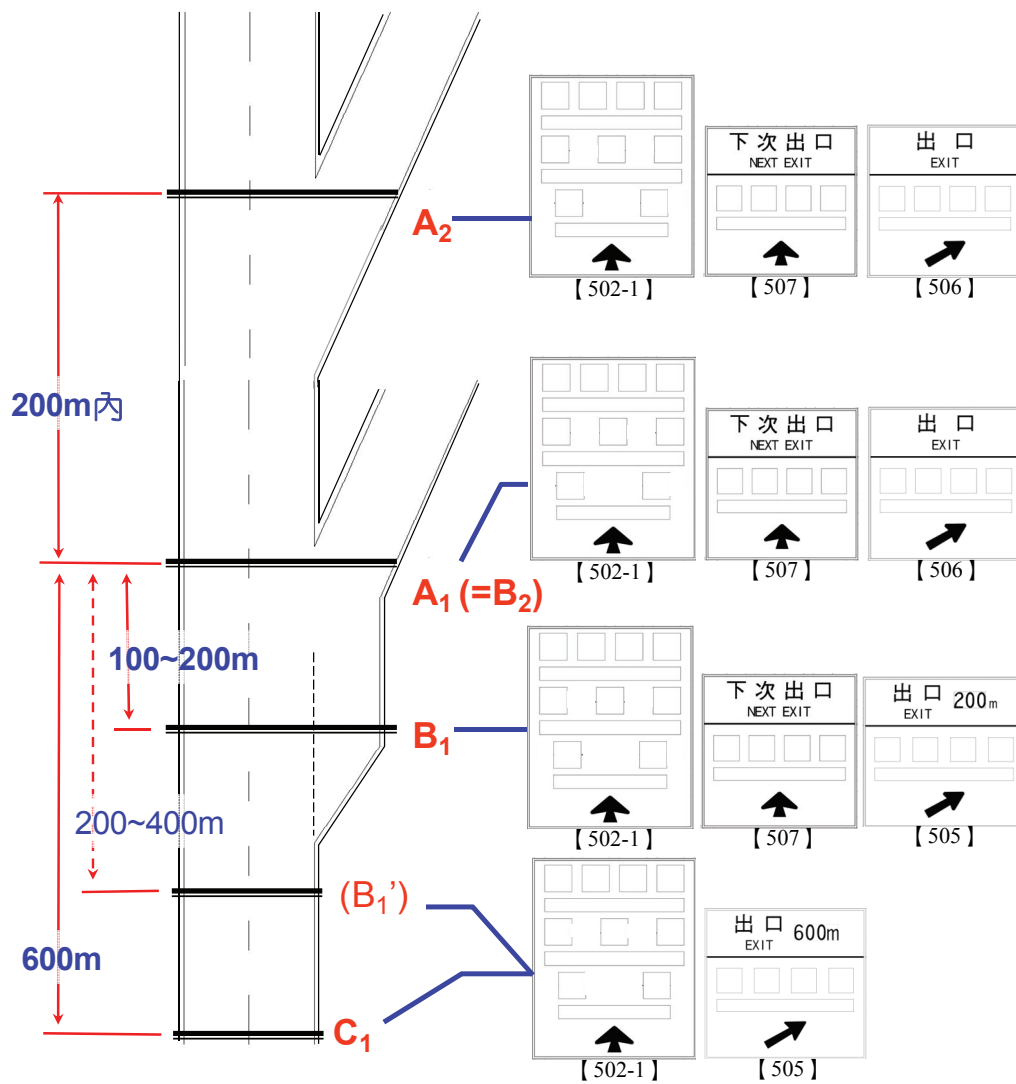 下次出口
NEXT EXIT
出口
EXIT
A₂
【502-1】
【507】
【506】
200m內
下次出口
NEXT EXIT
出口
EXIT
A₁ (=B₂)
【502-1】
【507】
【506】
100~200m
下次出口
NEXT EXIT
出口 200m
EXIT
B₁
【502-1】
【507】
【505】
200~400m
(B₁’)
出口 600m
EXIT
600m
C₁
【502-1】
【505】